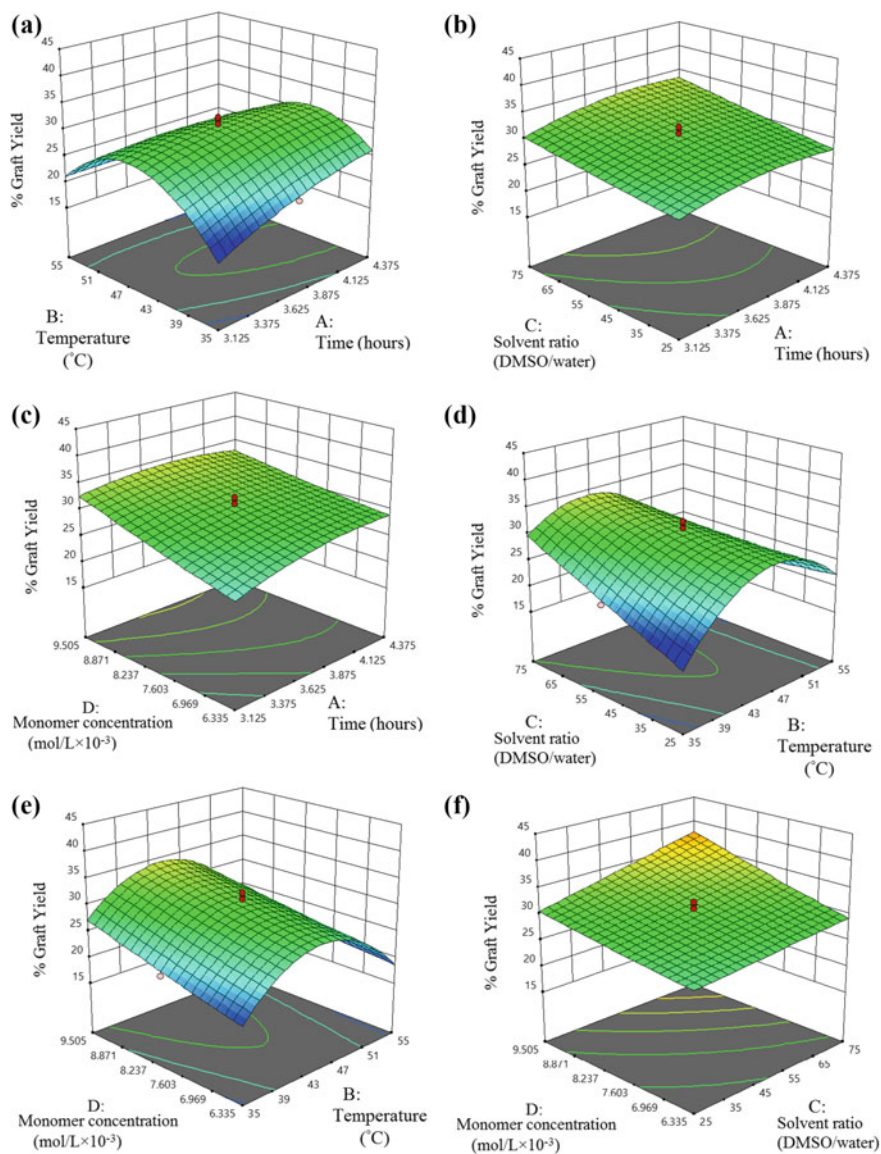 (a)
45
40
35
30
25
20
15
% Graft Yield
55
51
47
43
39
35
B:
Temperature
(°C)
4.375
4.125
3.875
3.625
3.375
3.125
A:
Time (hours)
(b)
45
40
35
30
25
20
15
% Graft Yield
75
65
55
45
35
25
C:
Solvent ratio
(DMSO/water)
4.375
4.125
3.875
3.625
3.375
3.125
A:
Time (hours)
(c)
45
40
35
30
25
20
15
% Graft Yield
9.505
8.871
8.237
7.603
6.969
6.335
D:
Monomer concentration
(mol/L×10⁻³)
4.375
4.125
3.875
3.625
3.375
3.125
A:
Time (hours)
(d)
45
40
35
30
25
20
15
% Graft Yield
75
65
55
45
35
25
C:
Solvent ratio
(DMSO/water)
55
51
47
43
39
35
B:
Temperature
(°C)
(e)
45
40
35
30
25
20
15
% Graft Yield
9.505
8.871
8.237
7.603
6.969
6.335
D:
Monomer concentration
(mol/L×10⁻³)
55
51
47
43
39
35
B:
Temperature
(°C)
(f)
45
40
35
30
25
20
15
% Graft Yield
9.505
8.871
8.237
7.603
6.969
6.335
D:
Monomer concentration
(mol/L×10⁻³)
75
65
55
45
35
25
C:
Solvent ratio
(DMSO/water)